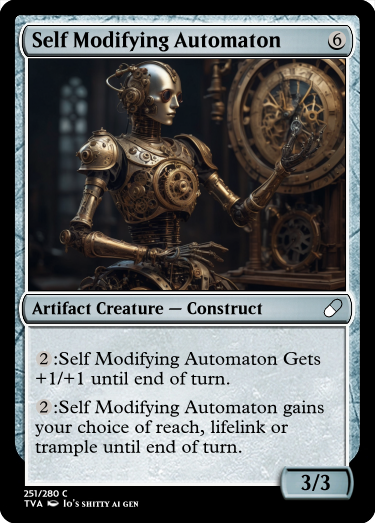 Self Modifying Automaton 6
Artifact Creature — Construct
2 :Self Modifying Automaton Gets
+1/+1 until end of turn.
2 :Self Modifying Automaton gains
your choice of reach, lifelink or
trample until end of turn.
3/3
251/280 C
TVA Io's shitty ai gen